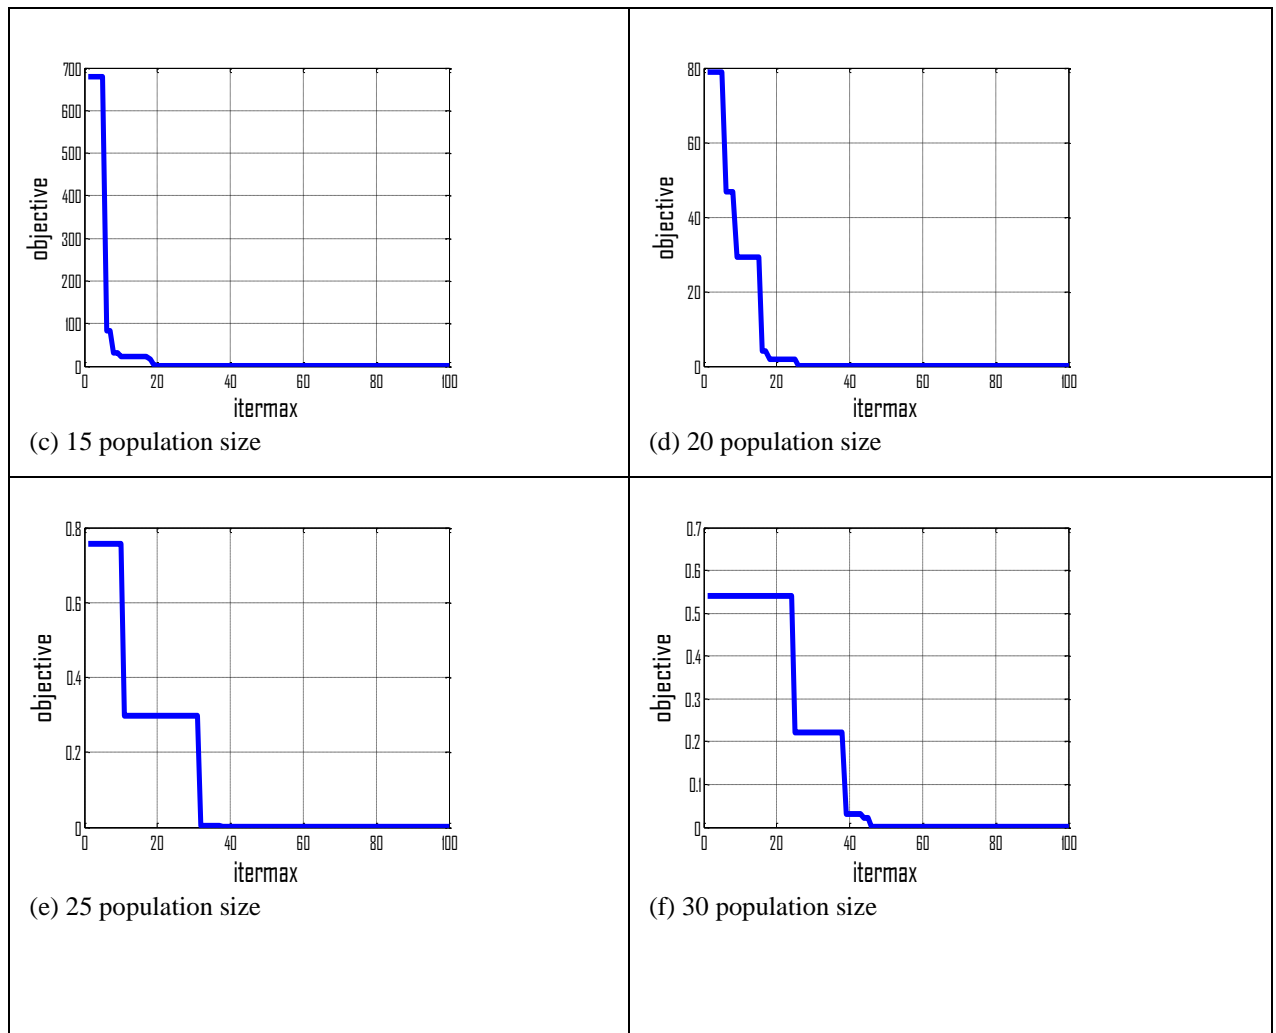 700
600
500
400
300
200
100
0
objective
0 20 40 60 80 100
itermax
(c) 15 population size
80
60
40
20
0
objective
0 20 40 60 80 100
itermax
(d) 20 population size
0.8
0.6
0.4
0.2
0
objective
0 20 40 60 80 100
itermax
(e) 25 population size
0.7
0.6
0.5
0.4
0.3
0.2
0.1
0
objective
0 20 40 60 80 100
itermax
(f) 30 population size